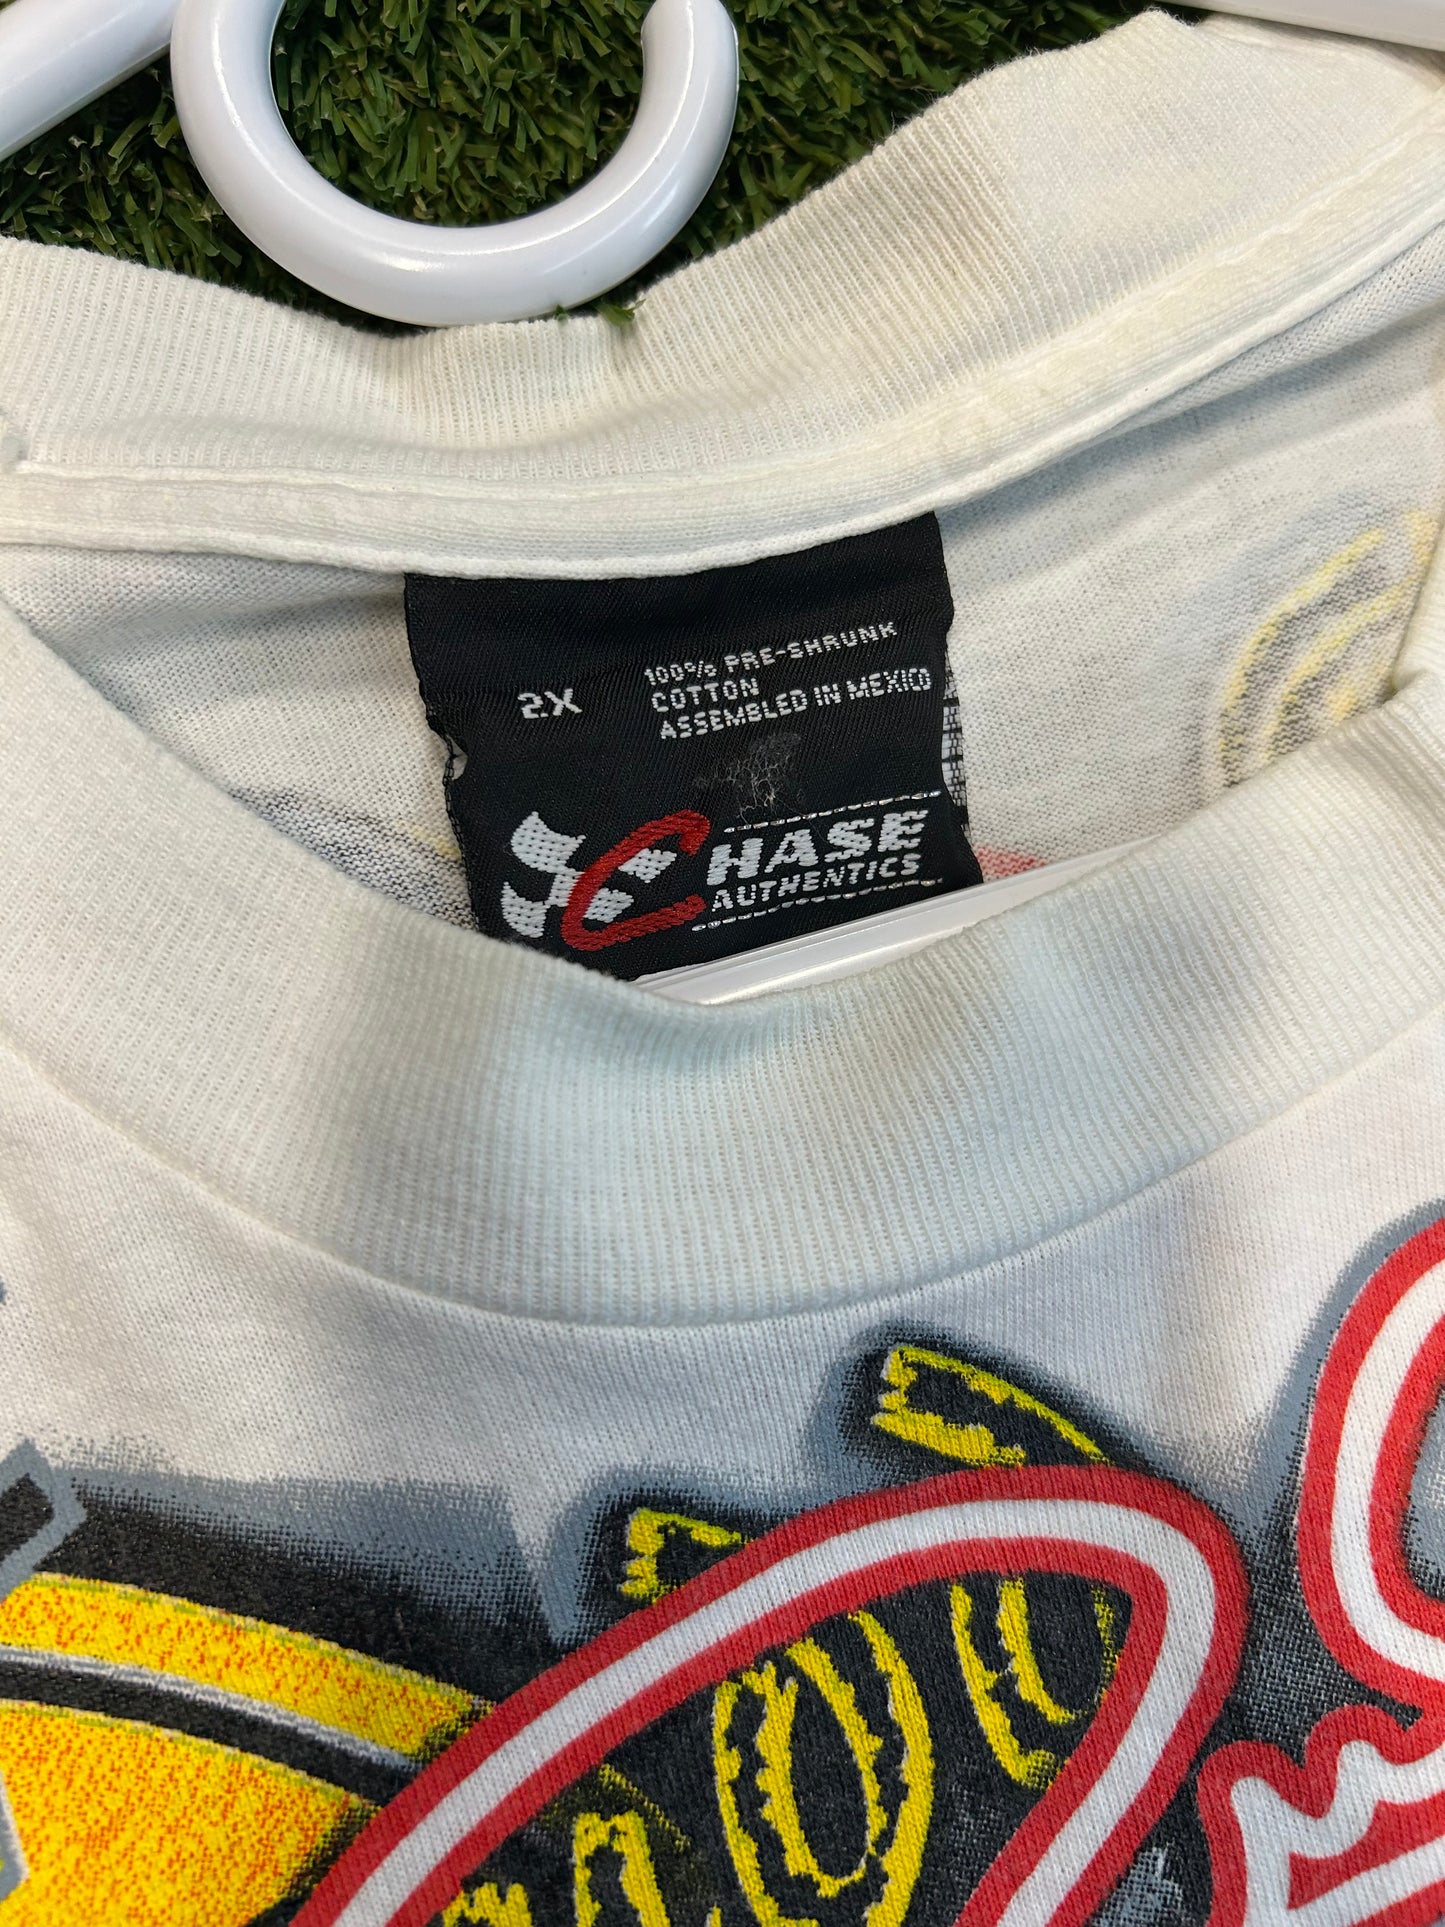 2X
100% PRE-SHRUNK
COTTON
ASSEMBLED IN MEXICO
CHASE
AUTHENTICS